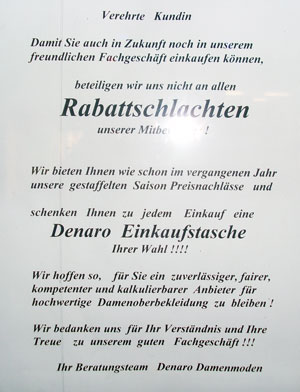 Verehrte Kundin
Damit Sie auch in Zukunft noch in unserem
freundlichen Fachgeschäft einkaufen können,
beteiligen wir uns nicht an allen
Rabattschlachten
unserer !
Wir bieten Ihnen wie schon im vergangenen Jahr
unsere gestaffelten Saison Preisnachlässe und
schenken Ihnen zu jedem Einkauf eine
Denaro Einkaufstasche
Ihrer Wahl !!!!
Wir hoffen so, für Sie ein zuverlässiger, fairer,
kompetenter und kalkulierbarer Anbieter für
hochwertige Damenoberbekleidung zu bleiben !
Wir bedanken uns für Ihr Verständnis und Ihre
Treue zu unserem guten Fachgeschäft !!!
Ihr Beratungsteam Denaro Damenmoden